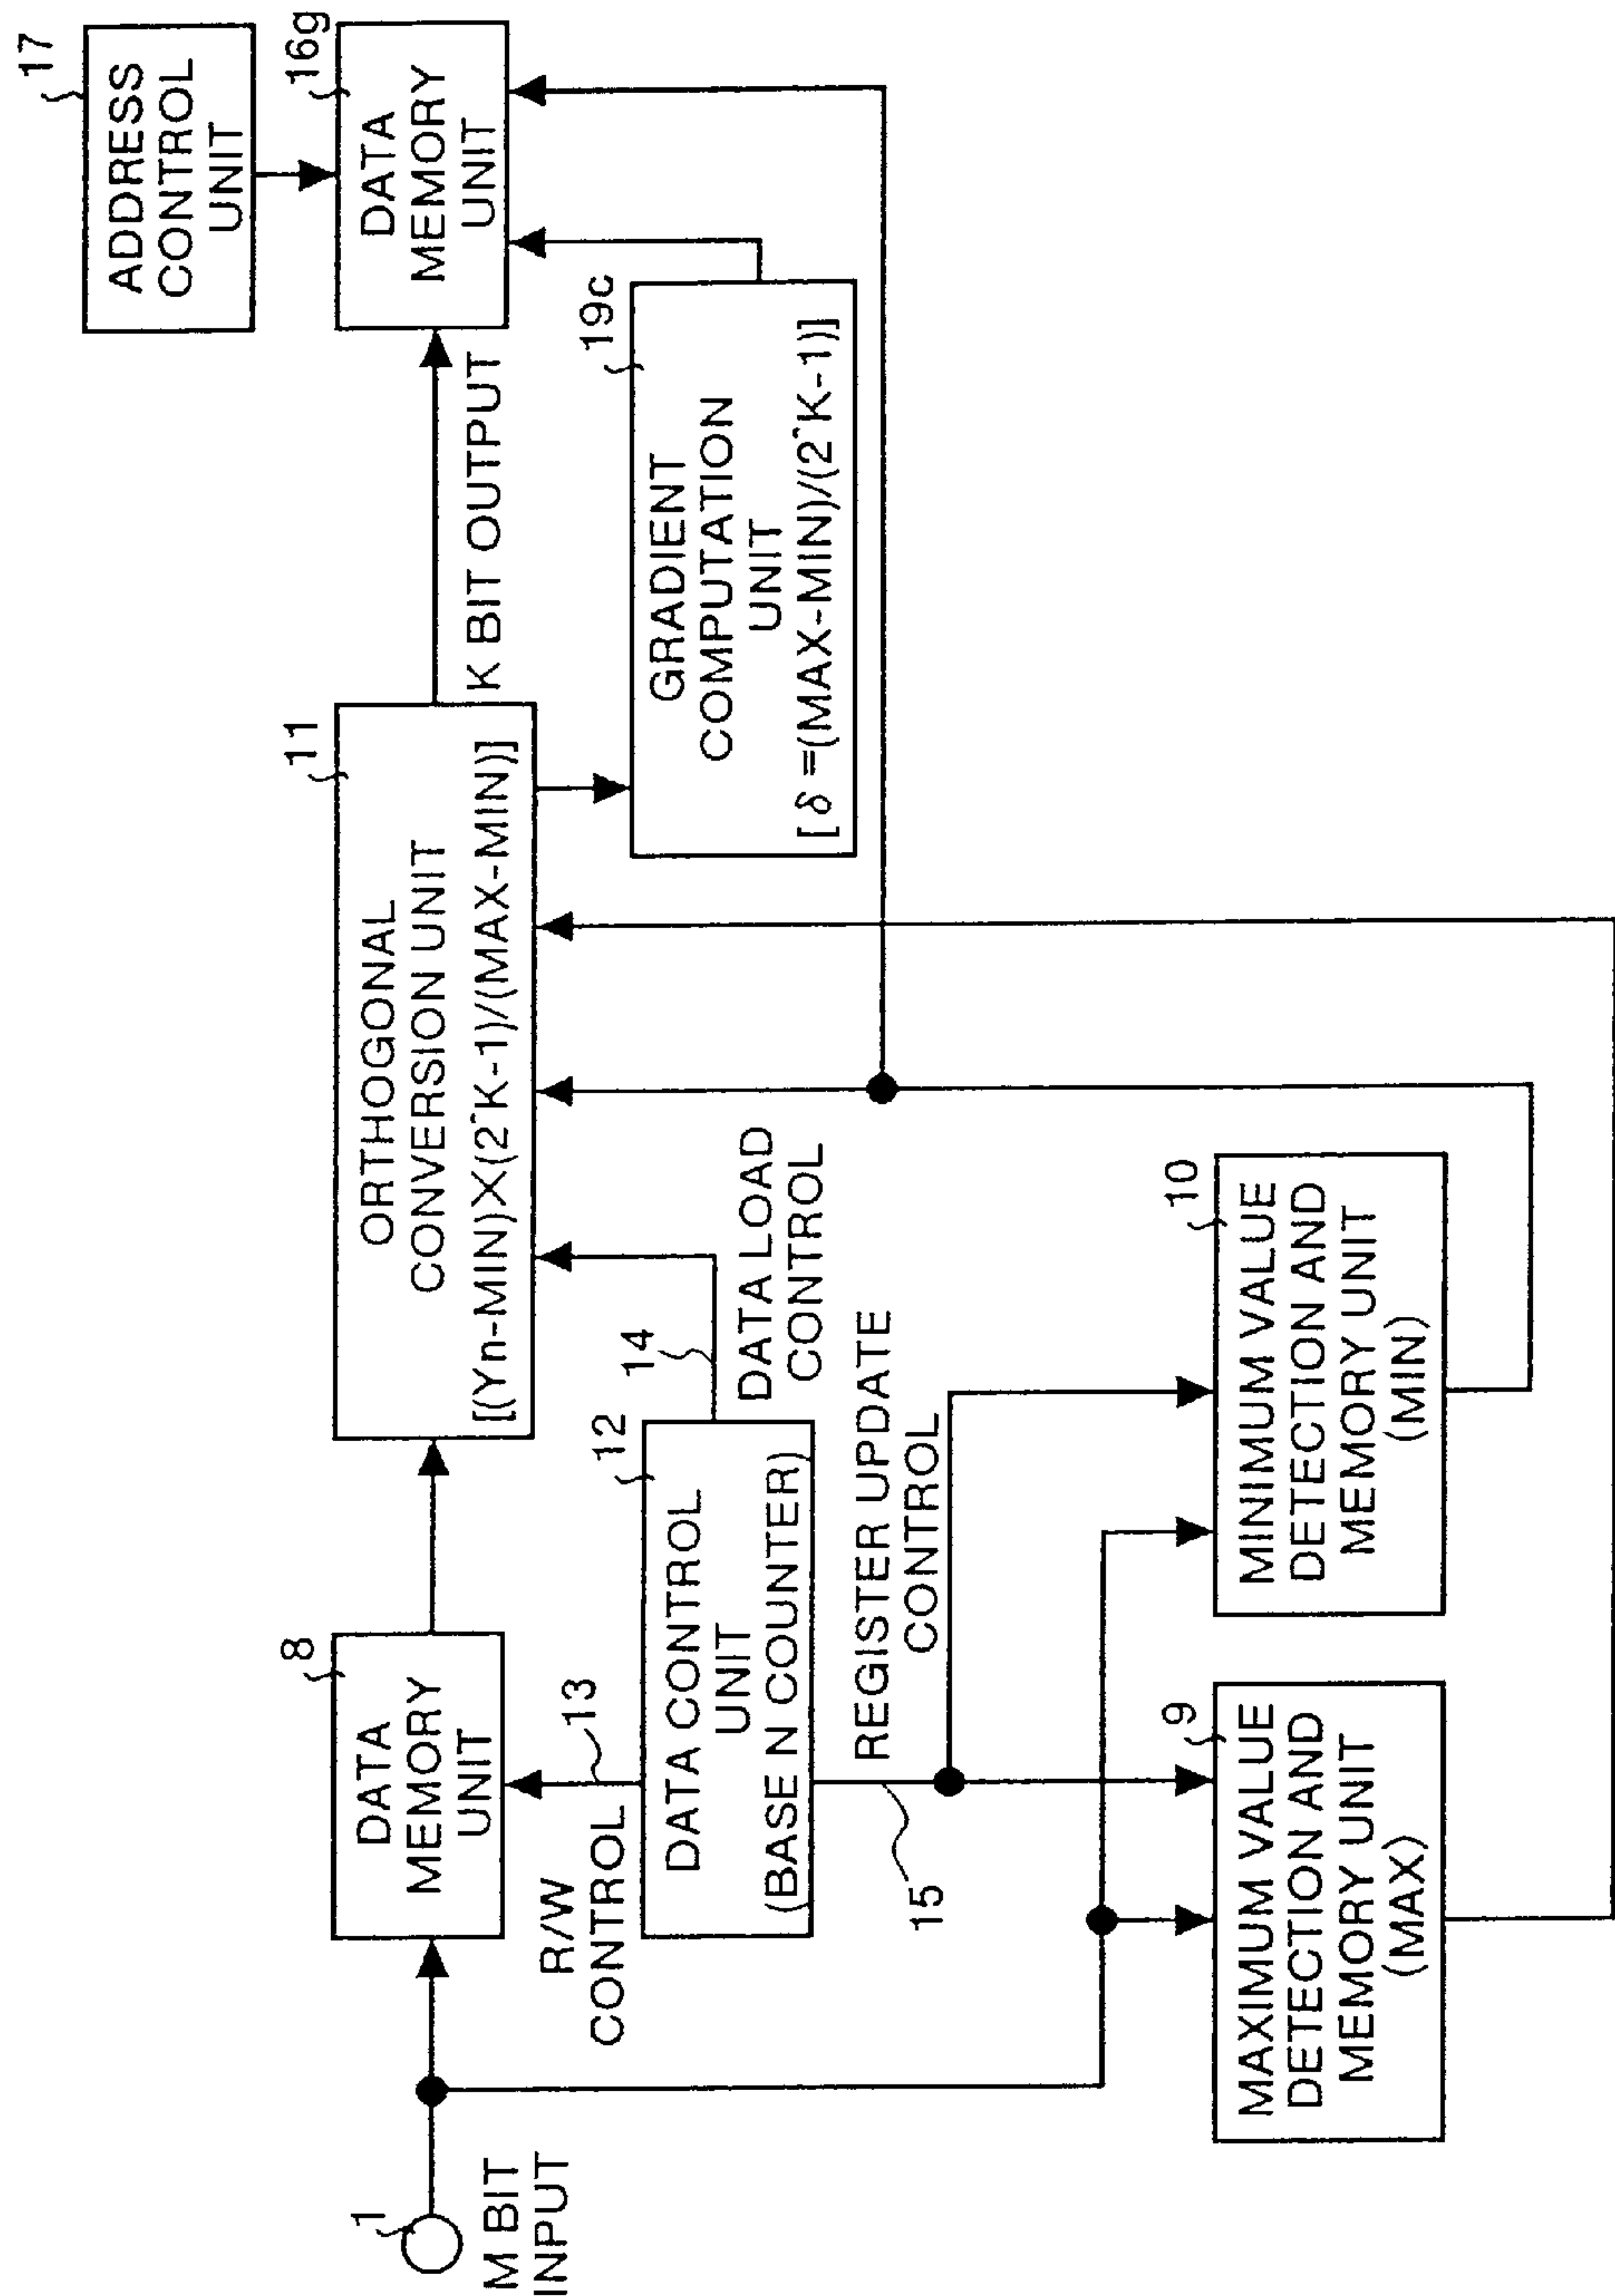 1
M BIT
INPUT
8
DATA
MEMORY
UNIT
R/W
CONTROL
13
12
DATA CONTROL
UNIT
(BASE N COUNTER)
14
DATA LOAD
CONTROL
15
REGISTER UPDATE
CONTROL
9
MAXIMUM VALUE
DETECTION AND
MEMORY UNIT
(MAX)
10
MINIMUM VALUE
DETECTION AND
MEMORY UNIT
(MIN)
11
ORTHOGONAL
CONVERSION UNIT
[(Yn-MIN)X(2^K-1)/(MAX-MIN)]
K BIT OUTPUT
19c
GRADIENT
COMPUTATION
UNIT
[ δ =(MAX-MIN)/(2^K-1)]
17
ADDRESS
CONTROL
UNIT
16g
DATA
MEMORY
UNIT